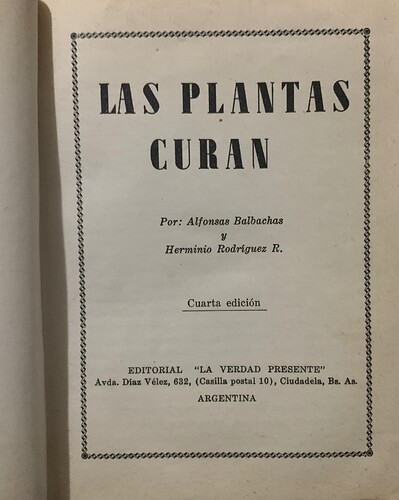 LAS PLANTAS
CURAN
Por: Alfonsas Balbachas
y
Herminio Rodríguez R.
Cuarta edición
EDITORIAL "LA VERDAD PRESENTE"
Avda. Díaz Vélez, 632, (Casilla postal 10), Ciudadela, Bs. As.
ARGENTINA